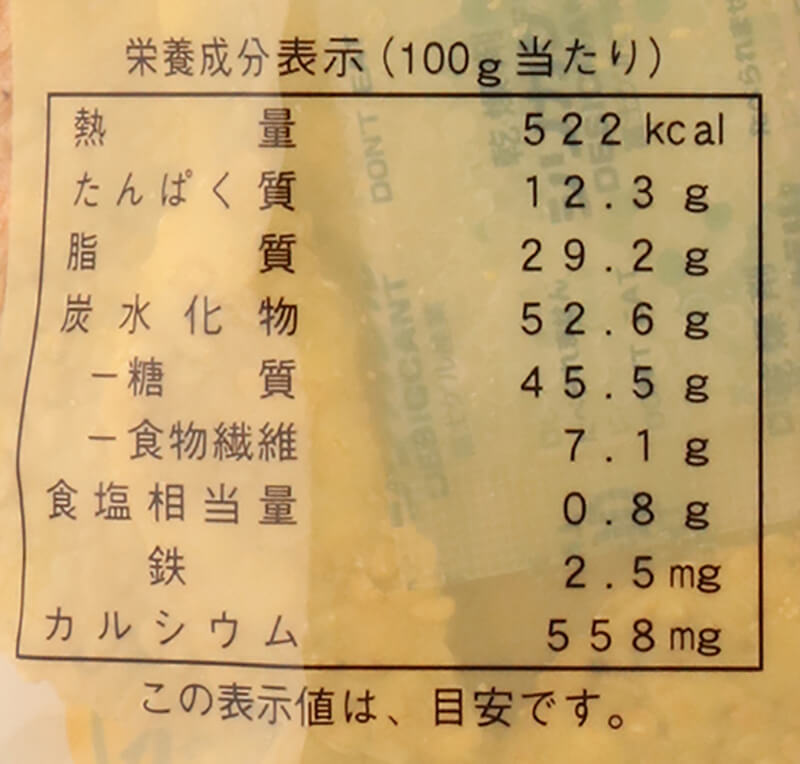 栄養成分表示(100g当たり)
熱量 522kcal
たんぱく質 12.3g
脂質 29.2g
炭水化物 52.6g
－糖質 45.5g
－食物繊維 7.1g
食塩相当量 0.8g
鉄 2.5mg
カルシウム 558mg
この表示値は、目安です。
DON'T E
DESICCANT